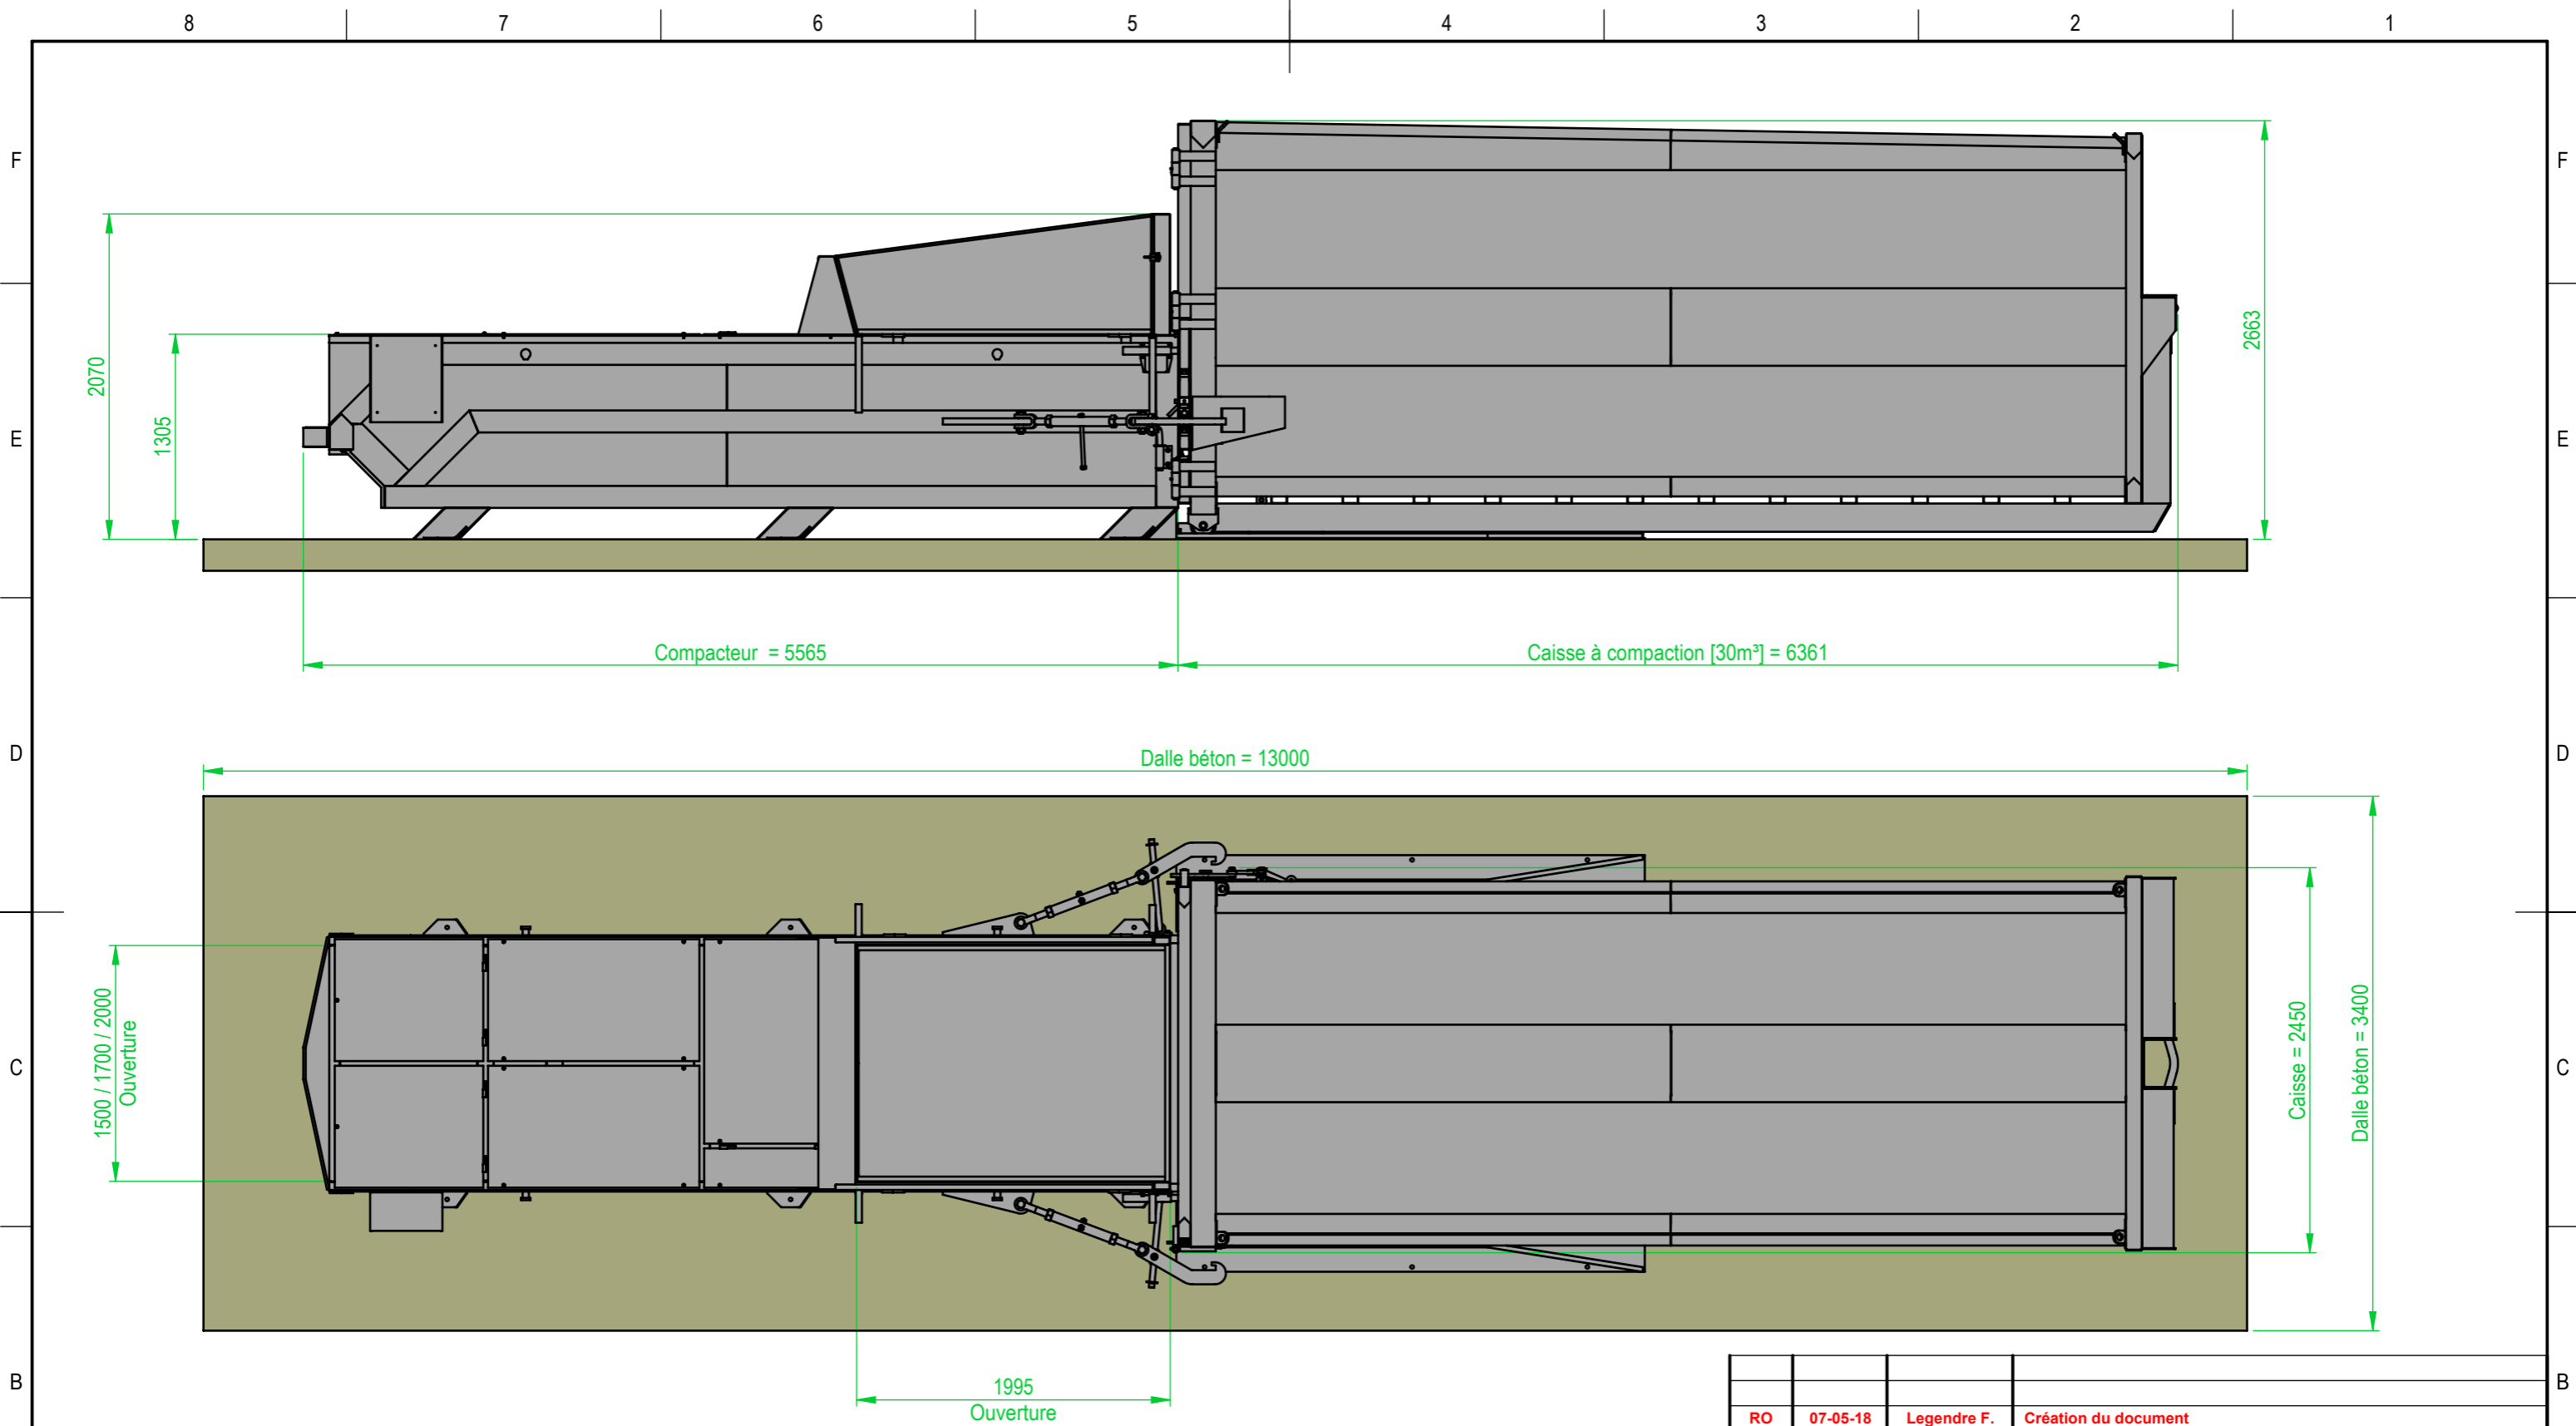 8 7 6 5 4 3 2 1
F F
2070
1305
2663
E E
Compacteur = 5565
Caisse à compaction [30m³] = 6361
D D
Dalle béton = 13000
1500 / 1700 / 2000
Ouverture
Caisse = 2450
Dalle béton = 3400
C C
1995
Ouverture
B B
RO 07-05-18 Legendre F. Création du document